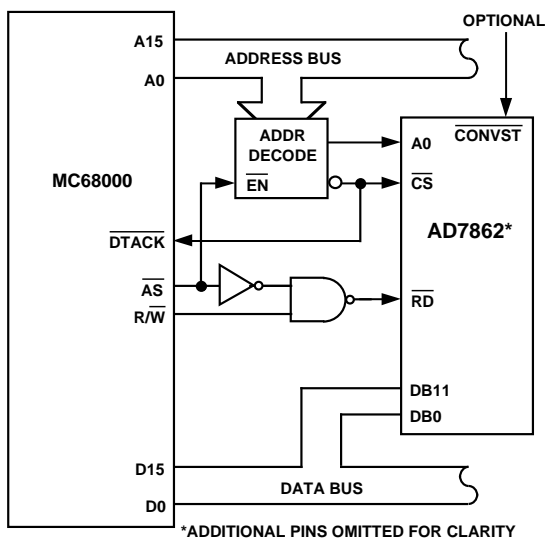 OPTIONAL
A15
ADDRESS BUS
A0
ADDR
DECODE
A0
CONVST
MC68000
EN
CS
AD7862*
DTACK
AS
R/W
RD
DB11
DB0
D15
DATA BUS
D0
*ADDITIONAL PINS OMITTED FOR CLARITY